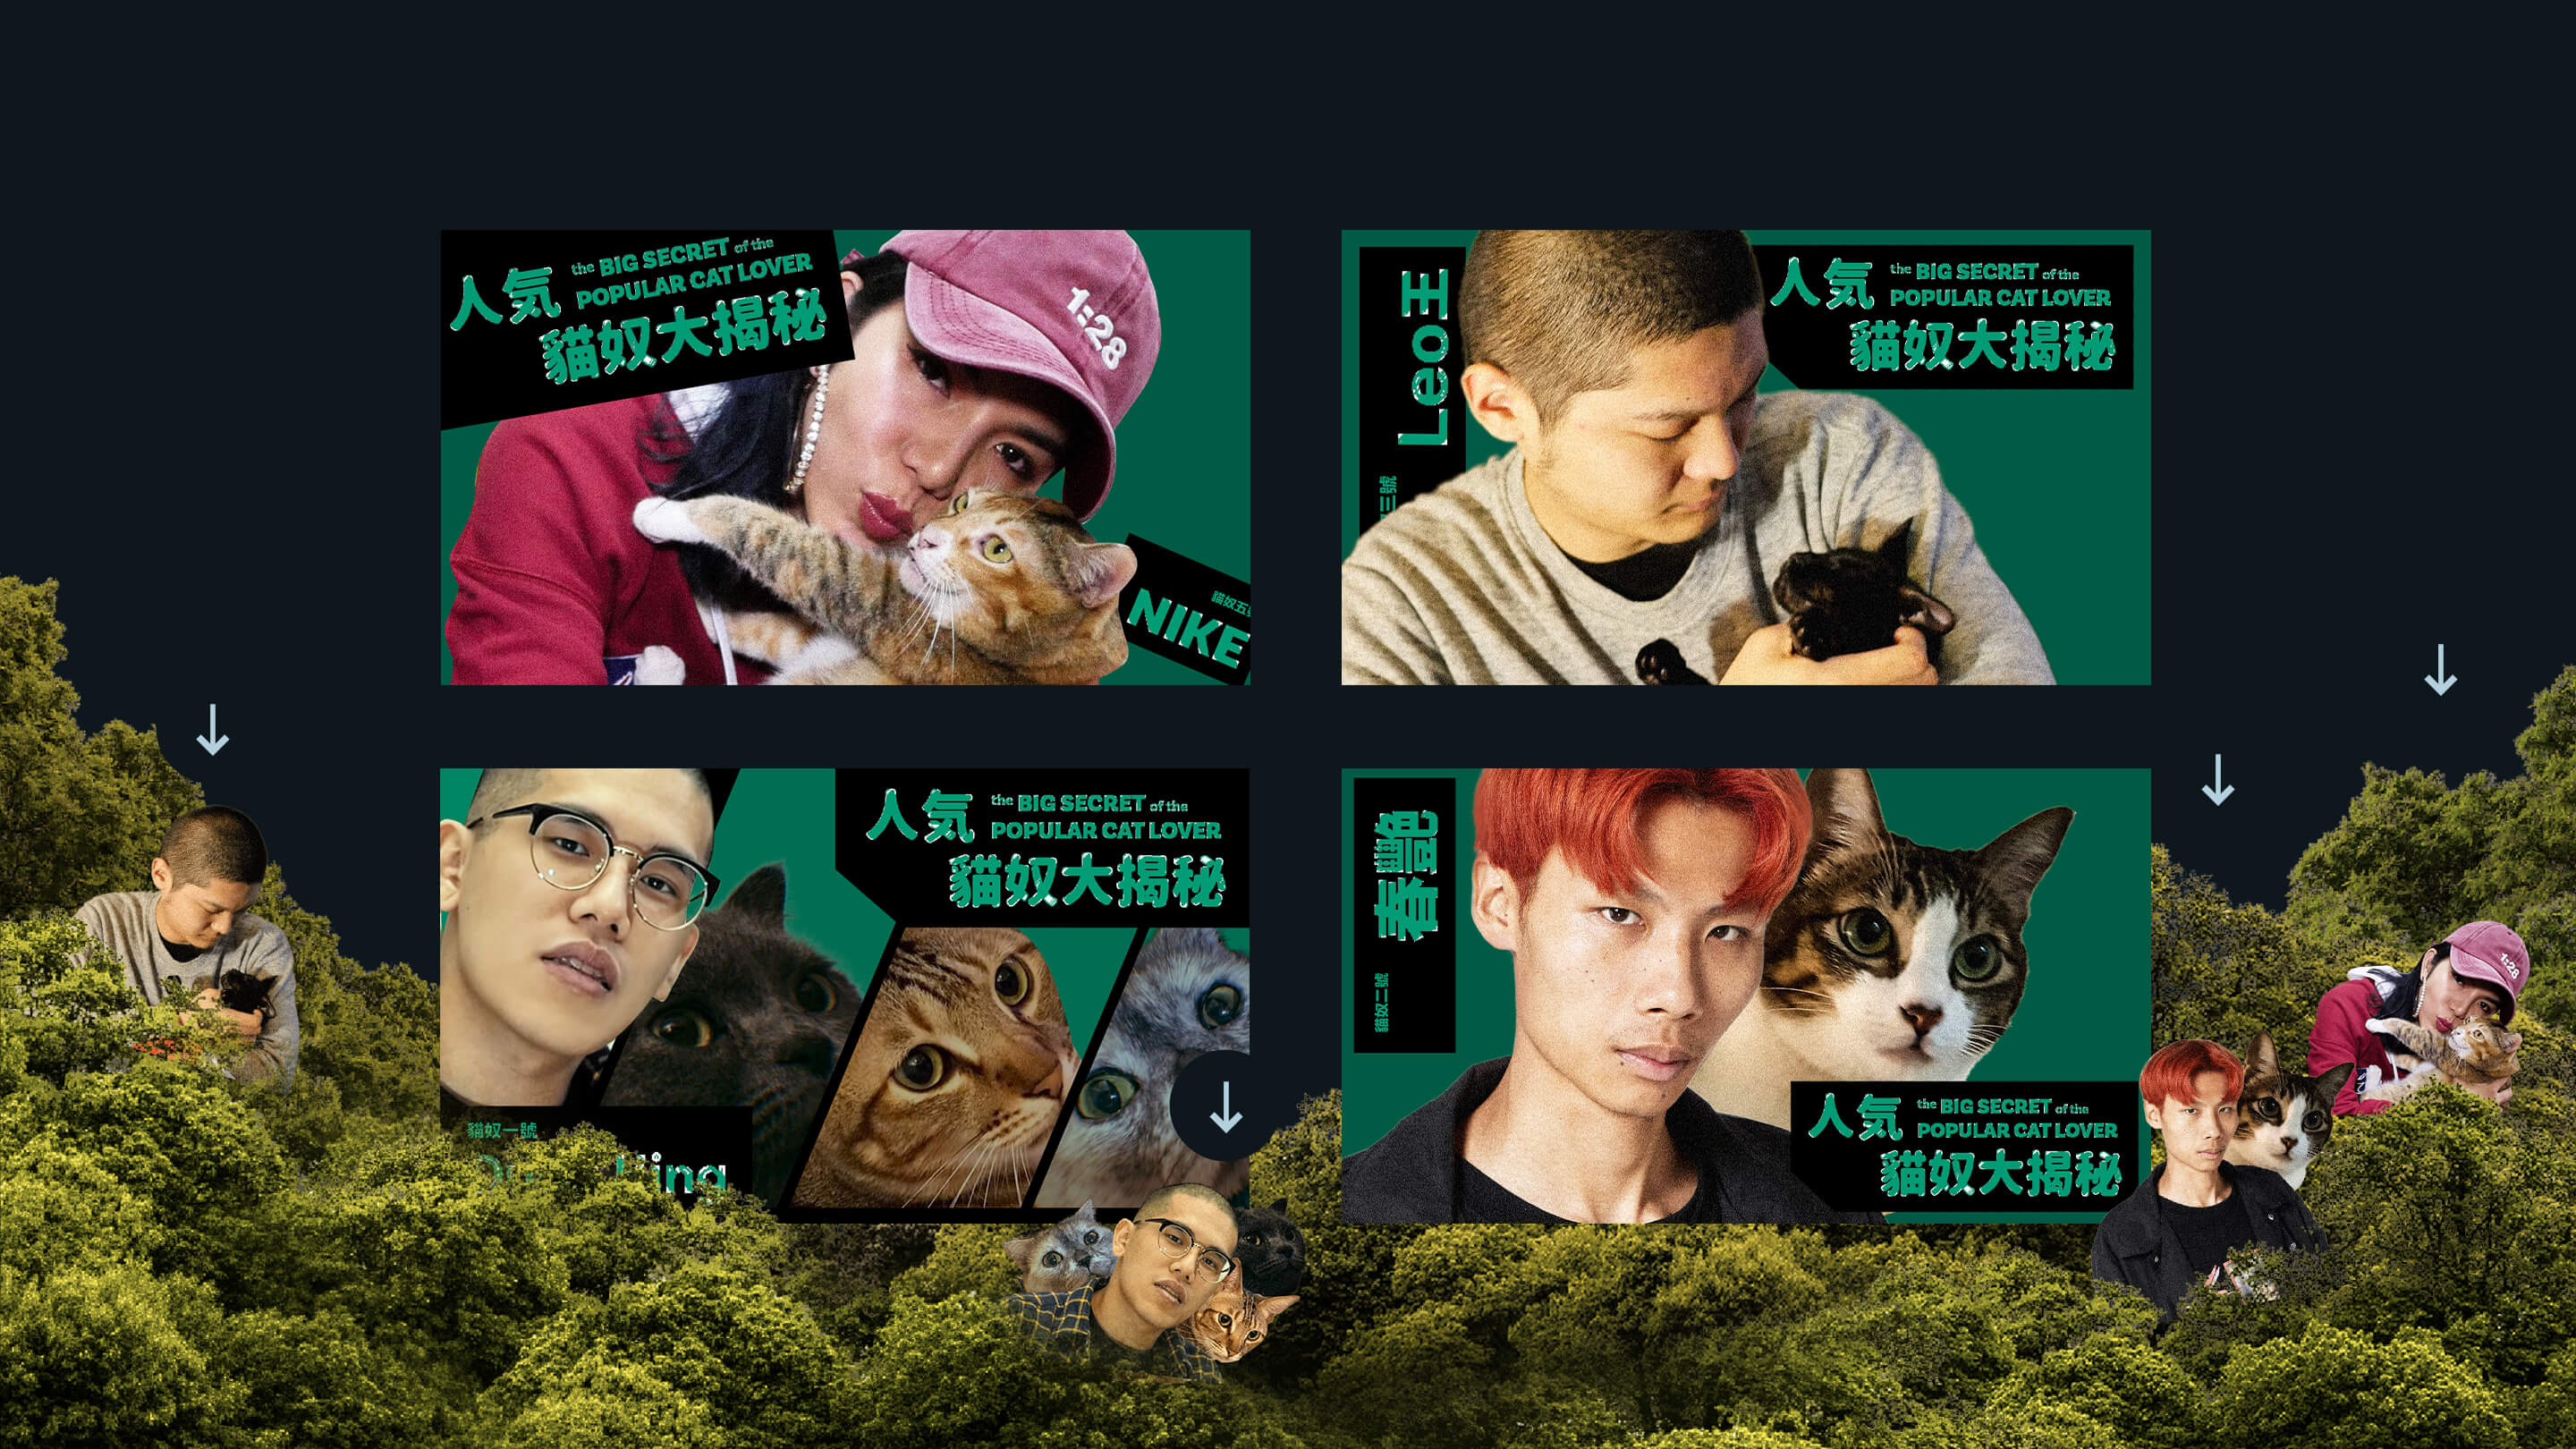 人気
the BIG SECRET of the
POPULAR CAT LOVER
貓奴大揭秘
1:28
貓奴五
NIKE
Leo王
三號
人気
the BIG SECRET of the
POPULAR CAT LOVER
貓奴大揭秘
人気
the BIG SECRET of the
POPULAR CAT LOVER
貓奴大揭秘
貓奴一號
春艷
貓奴二號
人気
the BIG SECRET of the
POPULAR CAT LOVER
貓奴大揭秘
1:28